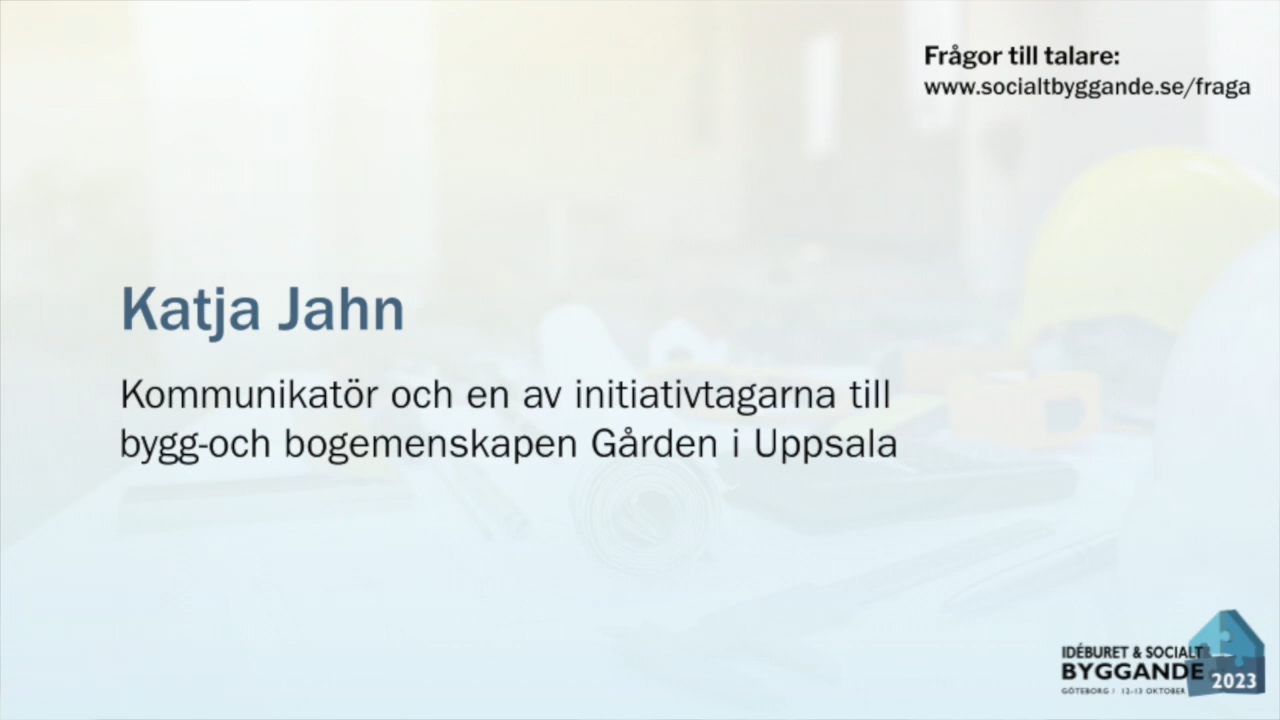 Frågor till talare:
www.socialtbyggande.se/fraga
Katja Jahn
Kommunikatör och en av initiativtagarna till
bygg-och bogemenskapen Gården i Uppsala
IDÉBURET & SOCIALT
BYGGANDE
2023
GÖTEBORG / 12-13 OKTOBER